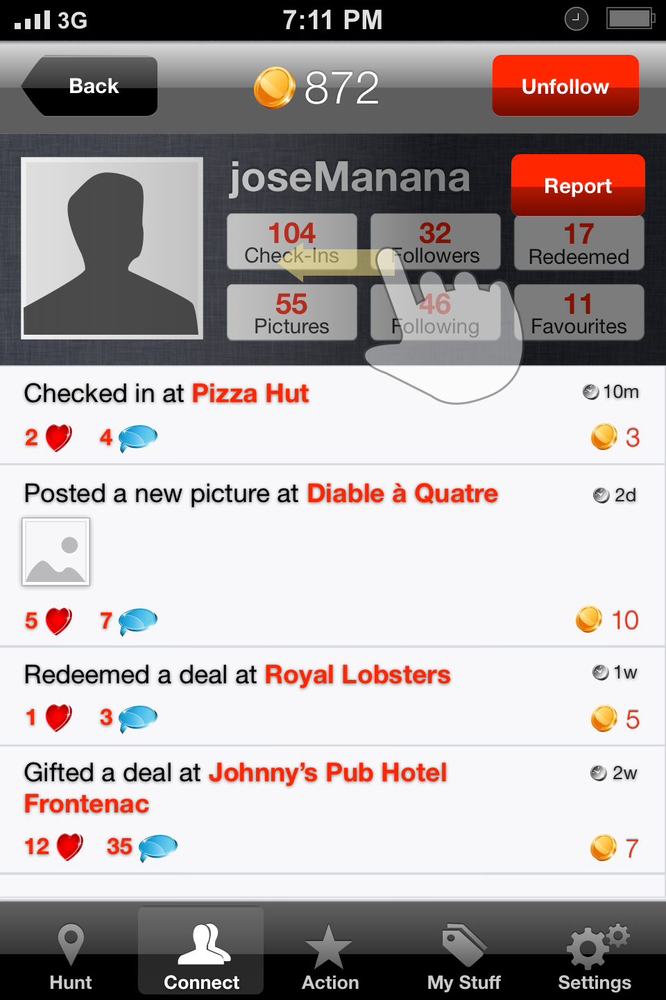 3G 7:11 PM
Back 872 Unfollow
joseManana Report
104 32 17
Check-Ins Followers Redeemed
55 46 11
Pictures Following Favourites
Checked in at Pizza Hut 10m
2 4 3
Posted a new picture at Diable à Quatre 2d
5 7 10
Redeemed a deal at Royal Lobsters 1w
1 3 5
Gifted a deal at Johnny’s Pub Hotel 2w
Frontenac
12 35 7
Hunt Connect Action My Stuff Settings